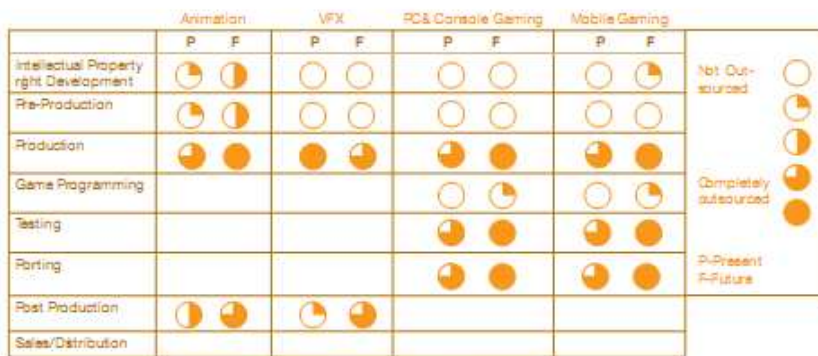 Animation VFX PC& Console Gaming Mobile Gaming
P F P F P F P F
Intellectual Property
right Development
Pre-Production
Production
Game Programming
Testing
Porting
Post Production
Sales/Distribution
Not Out-
sourced
Completely
outsourced
P-Present
F-Future